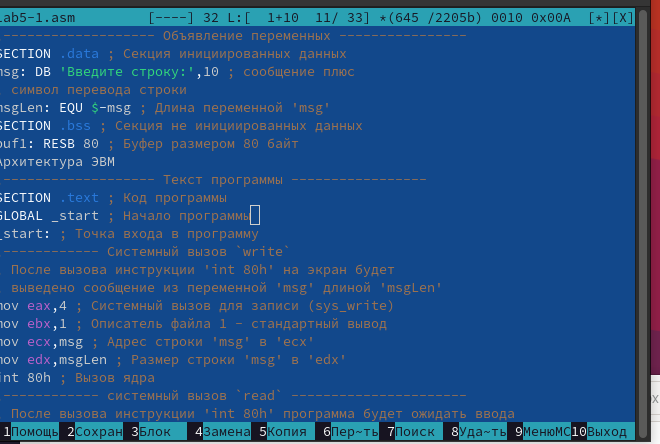 lab5-1.asm [----] 32 L:[ 1+10 11/ 33] *(645 /2205b) 0010 0x00A [*][X]
------------------- Объявление переменных ----------------
SECTION .data ; Секция инициированных данных
msg: DB 'Введите строку:',10 ; сообщение плюс
символ перевода строки
msgLen: EQU $-msg ; Длина переменной 'msg'
SECTION .bss ; Секция не инициированных данных
buf1: RESB 80 ; Буфер размером 80 байт
Архитектура ЭВМ
------------------- Текст программы -----------------
SECTION .text ; Код программы
GLOBAL _start ; Начало программы
_start: ; Точка входа в программу
------------ Системный вызов `write`
После вызова инструкции 'int 80h' на экран будет
выведено сообщение из переменной 'msg' длиной 'msgLen'
mov eax,4 ; Системный вызов для записи (sys_write)
mov ebx,1 ; Описатель файла 1 - стандартный вывод
mov ecx,msg ; Адрес строки 'msg' в 'ecx'
mov edx,msgLen ; Размер строки 'msg' в 'edx'
int 80h ; Вызов ядра
------------ системный вызов `read` ----------------------
После вызова инструкции 'int 80h' программа будет ожидать ввода
1Помощь 2Сохран 3Блок 4Замена 5Копия 6Пер~ть 7Поиск 8Уда~ть 9МенюMC 10Выход